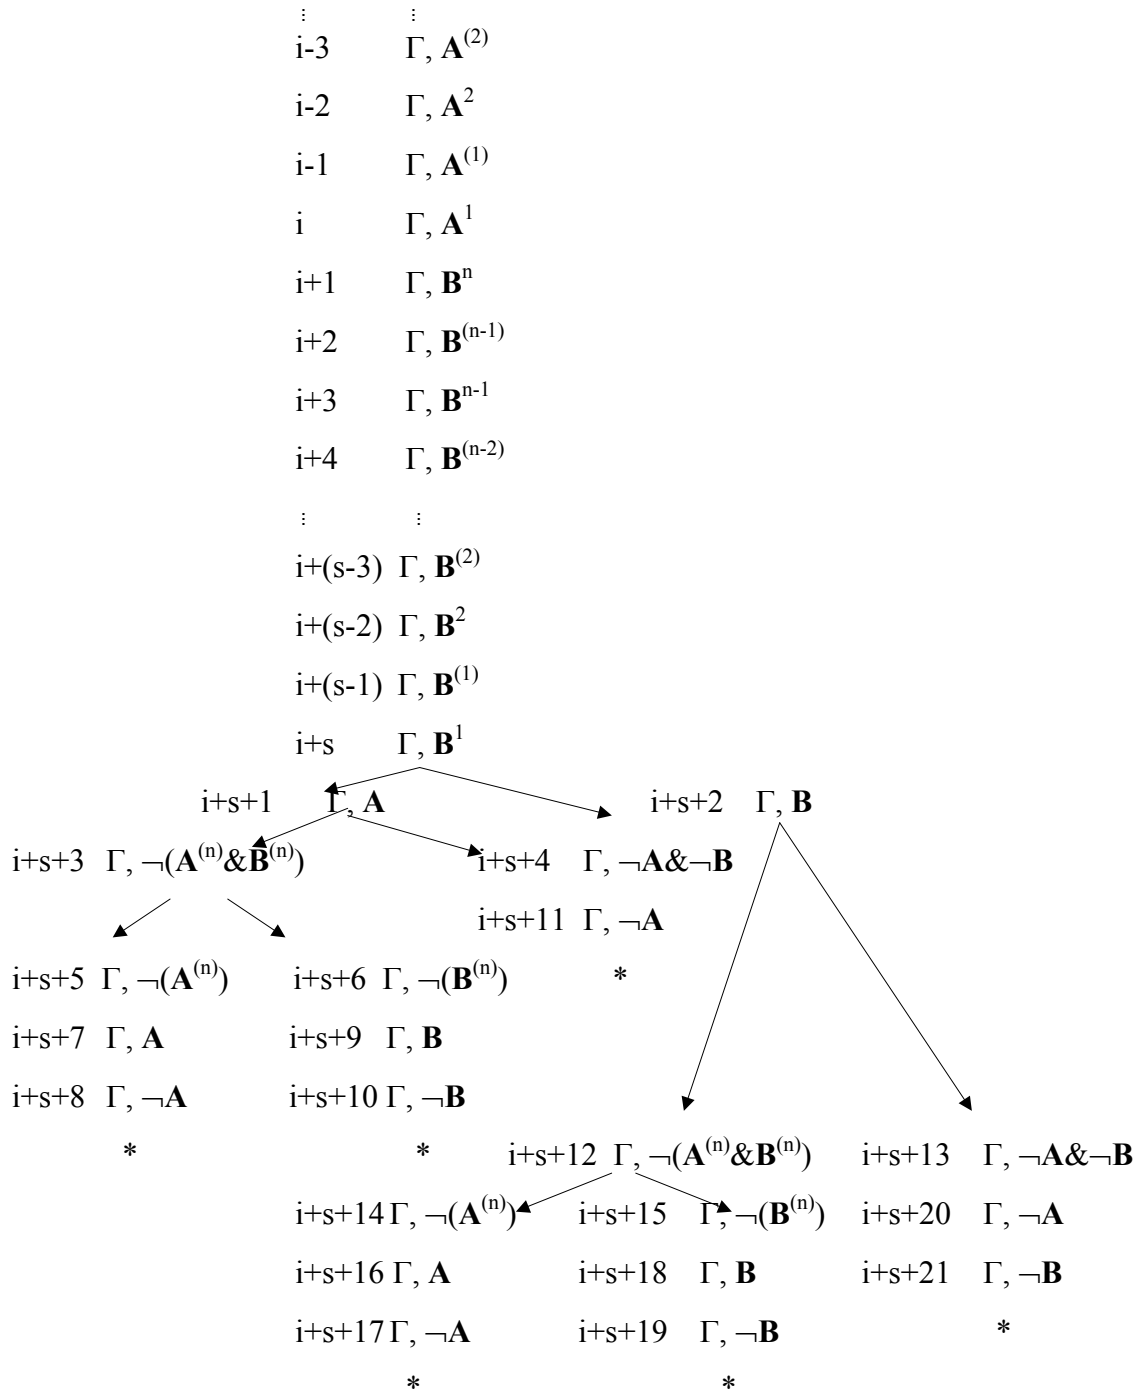 ⋮ ⋮
i-3 Γ, A⁽²⁾
i-2 Γ, A²
i-1 Γ, A⁽¹⁾
i Γ, A¹
i+1 Γ, Bⁿ
i+2 Γ, B⁽ⁿ⁻¹⁾
i+3 Γ, Bⁿ⁻¹
i+4 Γ, B⁽ⁿ⁻²⁾
⋮ ⋮
i+(s-3) Γ, B⁽²⁾
i+(s-2) Γ, B²
i+(s-1) Γ, B⁽¹⁾
i+s Γ, B¹
i+s+1 Γ, A i+s+2 Γ, B
i+s+3 Γ, ¬(A⁽ⁿ⁾&B⁽ⁿ⁾) i+s+4 Γ, ¬A&¬B
i+s+11 Γ, ¬A
i+s+5 Γ, ¬(A⁽ⁿ⁾) i+s+6 Γ, ¬(B⁽ⁿ⁾) *
i+s+7 Γ, A i+s+9 Γ, B
i+s+8 Γ, ¬A i+s+10 Γ, ¬B
* * i+s+12 Γ, ¬(A⁽ⁿ⁾&B⁽ⁿ⁾) i+s+13 Γ, ¬A&¬B
i+s+14 Γ, ¬(A⁽ⁿ⁾) i+s+15 Γ, ¬(B⁽ⁿ⁾) i+s+20 Γ, ¬A
i+s+16 Γ, A i+s+18 Γ, B i+s+21 Γ, ¬B
i+s+17 Γ, ¬A i+s+19 Γ, ¬B *
* *